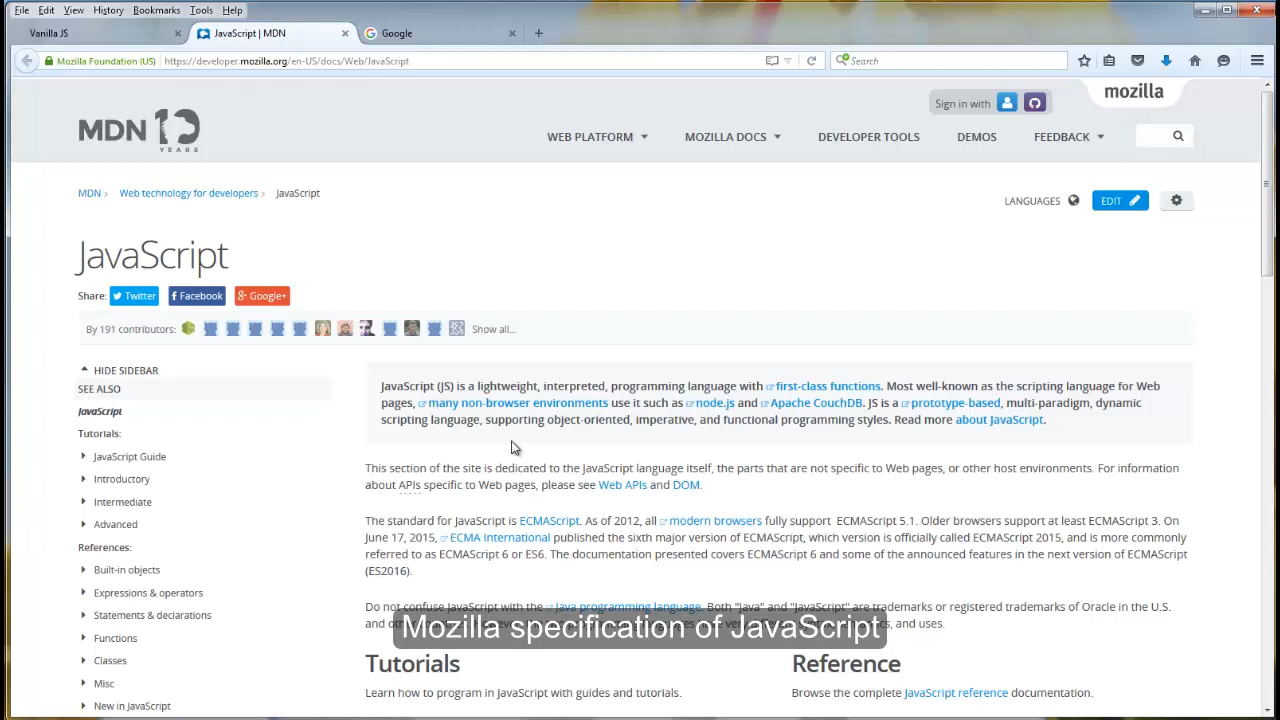 File Edit View History Bookmarks Tools Help
Vanilla JS
JavaScript | MDN
Google
Mozilla Foundation (US)
https://developer.mozilla.org/en-US/docs/Web/JavaScript
Search
mozilla
Sign in with
MDN 10 YEARS
WEB PLATFORM
MOZILLA DOCS
DEVELOPER TOOLS
DEMOS
FEEDBACK
MDN
Web technology for developers
JavaScript
LANGUAGES
EDIT
JavaScript
Share: Twitter Facebook Google+
By 191 contributors:
Show all...
HIDE SIDEBAR
SEE ALSO
JavaScript
Tutorials:
JavaScript Guide
Introductory
Intermediate
Advanced
References:
Built-in objects
Expressions & operators
Statements & declarations
Functions
Classes
Misc
New in JavaScript
JavaScript (JS) is a lightweight, interpreted, programming language with first-class functions. Most well-known as the scripting language for Web
pages, many non-browser environments use it such as node.js and Apache CouchDB. JS is a prototype-based, multi-paradigm, dynamic
scripting language, supporting object-oriented, imperative, and functional programming styles. Read more about JavaScript.
This section of the site is dedicated to the JavaScript language itself, the parts that are not specific to Web pages, or other host environments. For information
about APIs specific to Web pages, please see Web APIs and DOM.
The standard for JavaScript is ECMAScript. As of 2012, all modern browsers fully support ECMAScript 5.1. Older browsers support at least ECMAScript 3. On
June 17, 2015, ECMA International published the sixth major version of ECMAScript, which version is officially called ECMAScript 2015, and is more commonly
referred to as ECMAScript 6 or ES6. The documentation presented covers ECMAScript 6 and some of the announced features in the next version of ECMAScript
(ES2016).
Do not confuse JavaScript with the Java programming language. Both "Java" and "JavaScript" are trademarks or registered trademarks of Oracle in the U.S.
and other and uses.
Mozilla specification of JavaScript
Tutorials
Learn how to program in JavaScript with guides and tutorials.
Reference
Browse the complete JavaScript reference documentation.